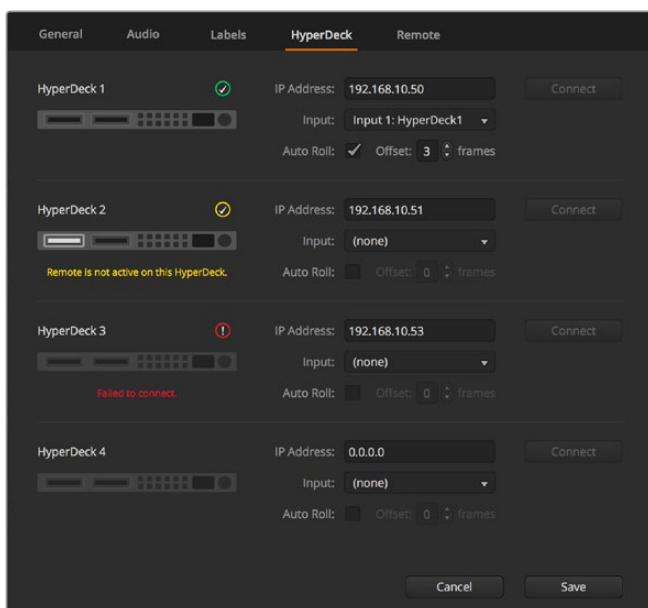 General Audio Labels HyperDeck Remote
HyperDeck 1 IP Address: 192.168.10.50 Connect
Input: Input 1: HyperDeck1
Auto Roll: Offset: 3 frames
HyperDeck 2 IP Address: 192.168.10.51 Connect
Input: (none)
Remote is not active on this HyperDeck. Auto Roll: Offset: 0 frames
HyperDeck 3 IP Address: 192.168.10.53 Connect
Input: (none)
Failed to connect. Auto Roll: Offset: 0 frames
HyperDeck 4 IP Address: 0.0.0.0 Connect
Input: (none)
Auto Roll: Offset: 0 frames
Cancel Save